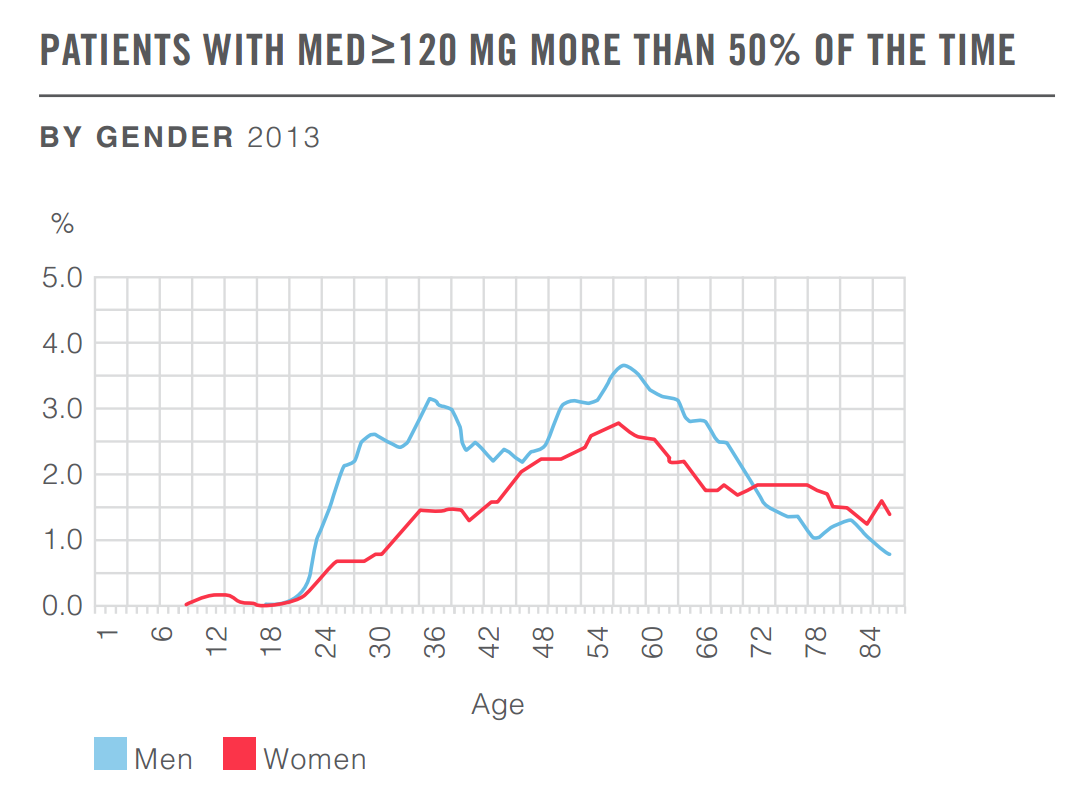 PATIENTS WITH MED≥120 MG MORE THAN 50% OF THE TIME
BY GENDER 2013
%
5.0
4.0
3.0
2.0
1.0
0.0
1 6 12 18 24 30 36 42 48 54 60 66 72 78 84
Age
Men Women